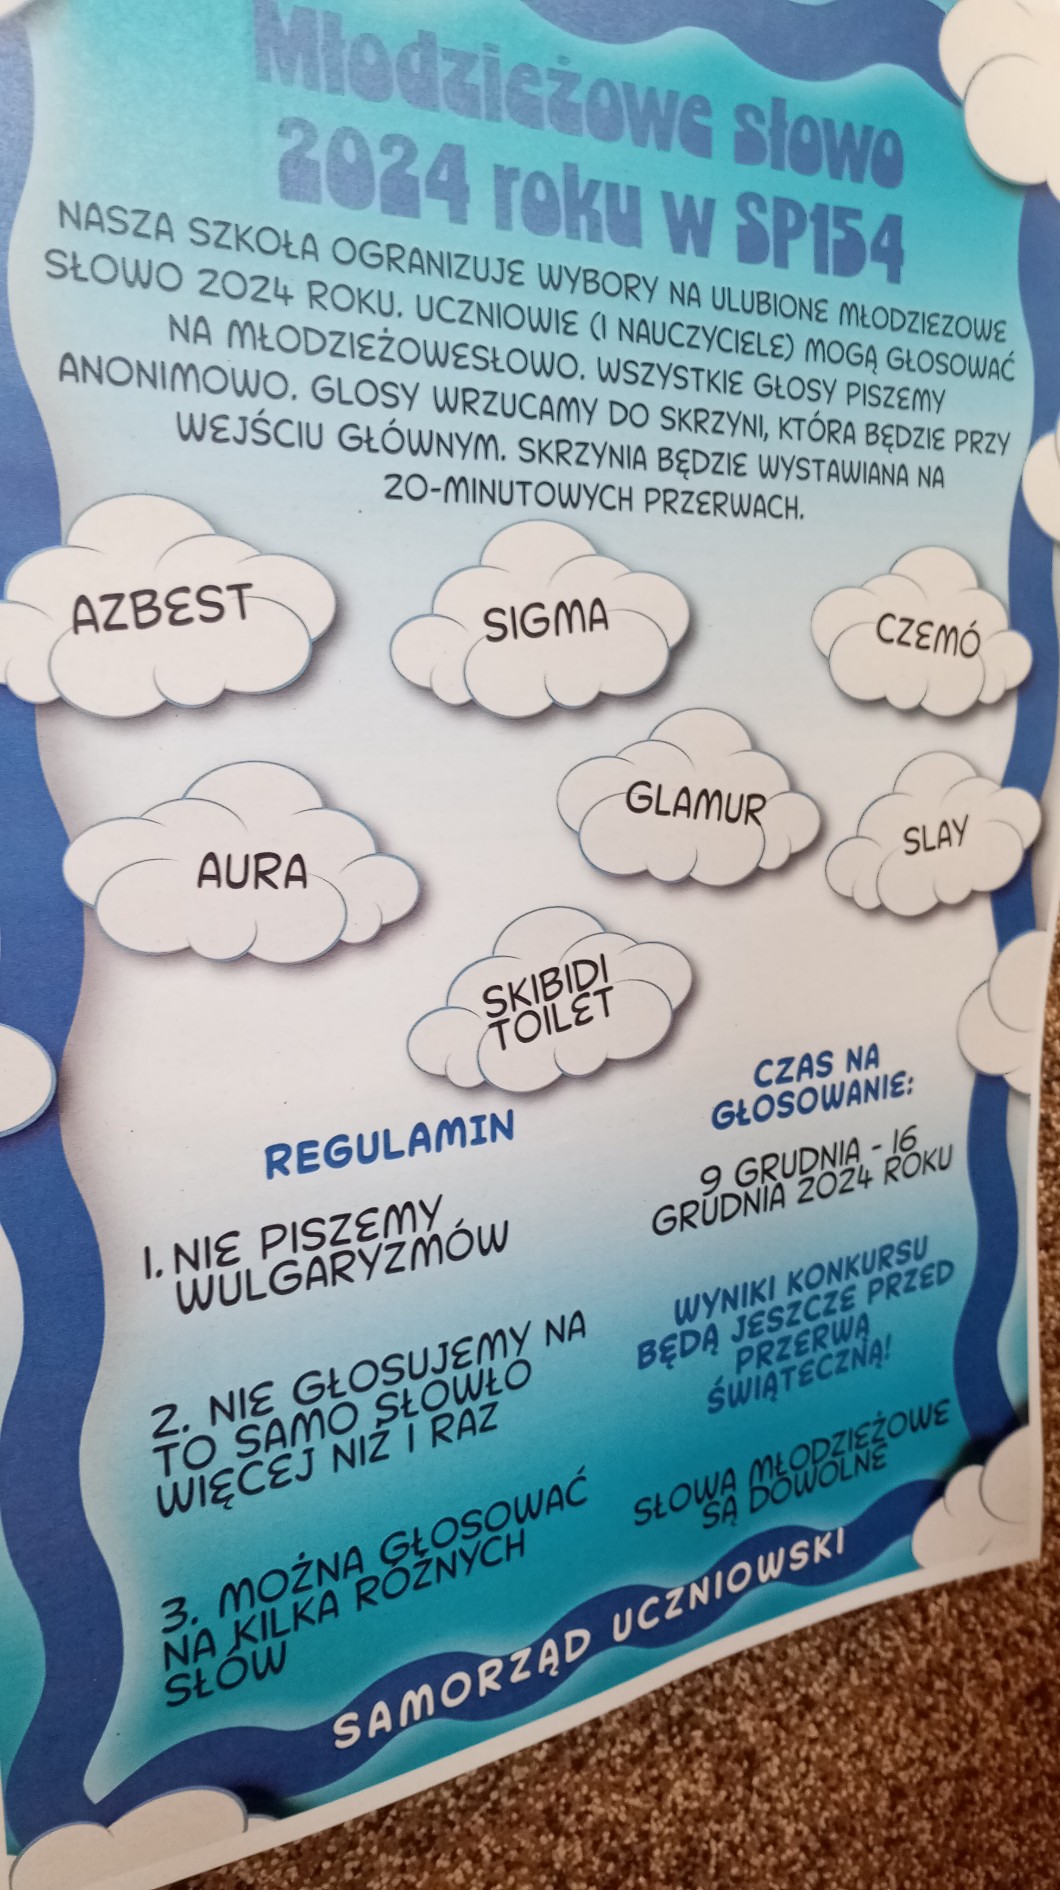 Młodzieżowe słowo
2024 roku w SP154
NASZA SZKOŁA OGRANIZUJE WYBORY NA ULUBIONE MŁODZIEZOWE
SŁOWO 2024 ROKU. UCZNIOWIE (I NAUCZYCIELE) MOGĄ GŁOSOWAĆ
NA MŁODZIEŻOWESŁOWO. WSZYSTKIE GŁOSY PISZEMY
ANONIMOWO. GLOSY WRZUCAMY DO SKRZYNI, KTÓRA BĘDZIE PRZY
WEJŚCIU GŁÓWNYM. SKRZYNIA BĘDZIE WYSTAWIANA NA
20-MINUTOWYCH PRZERWACH.
AZBEST
SIGMA
CZEMÓ
AURA
GLAMUR
SLAY
SKIBIDI
TOILET
REGULAMIN
1. NIE PISZEMY
WULGARYZMÓW
2. NIE GŁOSUJEMY NA
TO SAMO SŁOWŁO
WIĘCEJ NIŻ 1 RAZ
3. MOŻNA GŁOSOWAĆ
NA KILKA RÓŻNYCH
SŁÓW
CZAS NA
GŁOSOWANIE:
9 GRUDNIA - 16
GRUDNIA 2024 ROKU
WYNIKI KONKURSU
BĘDĄ JESZCZE PRZED
PRZERWĄ
ŚWIĄTECZNĄ!
SŁOWA MŁODZIEŻOWE
SĄ DOWOLNE
SAMORZĄD UCZNIOWSKI